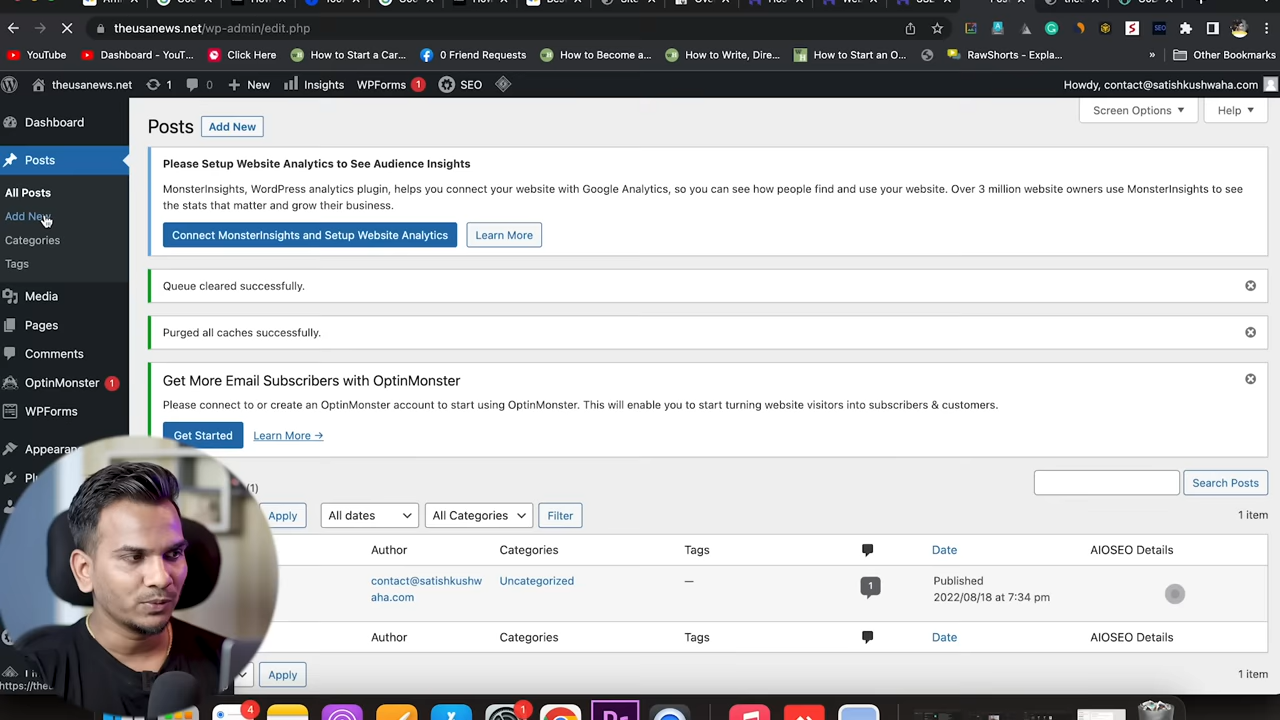 theusanews.net/wp-admin/edit.php
YouTube
Dashboard - YouT...
Click Here
How to Start a Car...
0 Friend Requests
How to Become a...
How to Write, Dire...
How to Start an O...
RawShorts - Expla...
»
Other Bookmarks
theusanews.net
1
0
New
Insights
WPForms 1
SEO
Howdy, contact@satishkushwaha.com
Dashboard
Posts
All Posts
Add New
Categories
Tags
Media
Pages
Comments
OptinMonster 1
WPForms
Posts
Add New
Screen Options
Help
Please Setup Website Analytics to See Audience Insights
MonsterInsights, WordPress analytics plugin, helps you connect your website with Google Analytics, so you can see how people find and use your website. Over 3 million website owners use MonsterInsights to see
the stats that matter and grow their business.
Connect MonsterInsights and Setup Website Analytics
Learn More
Queue cleared successfully.
Purged all caches successfully.
Get More Email Subscribers with OptinMonster
Please connect to or create an OptinMonster account to start using OptinMonster. This will enable you to start turning website visitors into subscribers & customers.
Get Started
Learn More →
(1)
Search Posts
Apply
All dates
All Categories
Filter
1 item
Author
Categories
Tags
Date
AIOSEO Details
contact@satishkushw
aha.com
Uncategorized
—
1
Published
2022/08/18 at 7:34 pm
Author
Categories
Tags
Date
AIOSEO Details
Apply
1 item
4
1
Pr